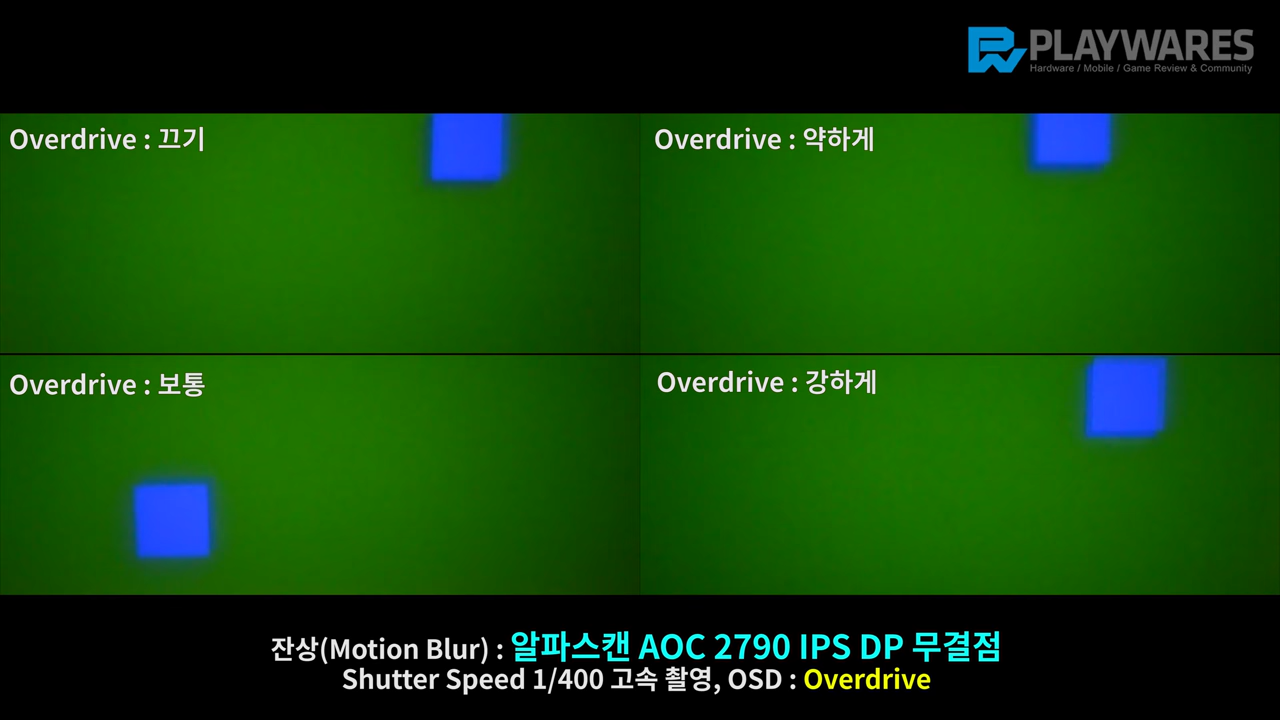 PLAYWARES
Hardware / Mobile / Game Review & Community
Overdrive : 끄기
Overdrive : 약하게
Overdrive : 보통
Overdrive : 강하게
잔상(Motion Blur) : 알파스캔 AOC 2790 IPS DP 무결점
Shutter Speed 1/400 고속 촬영, OSD : Overdrive